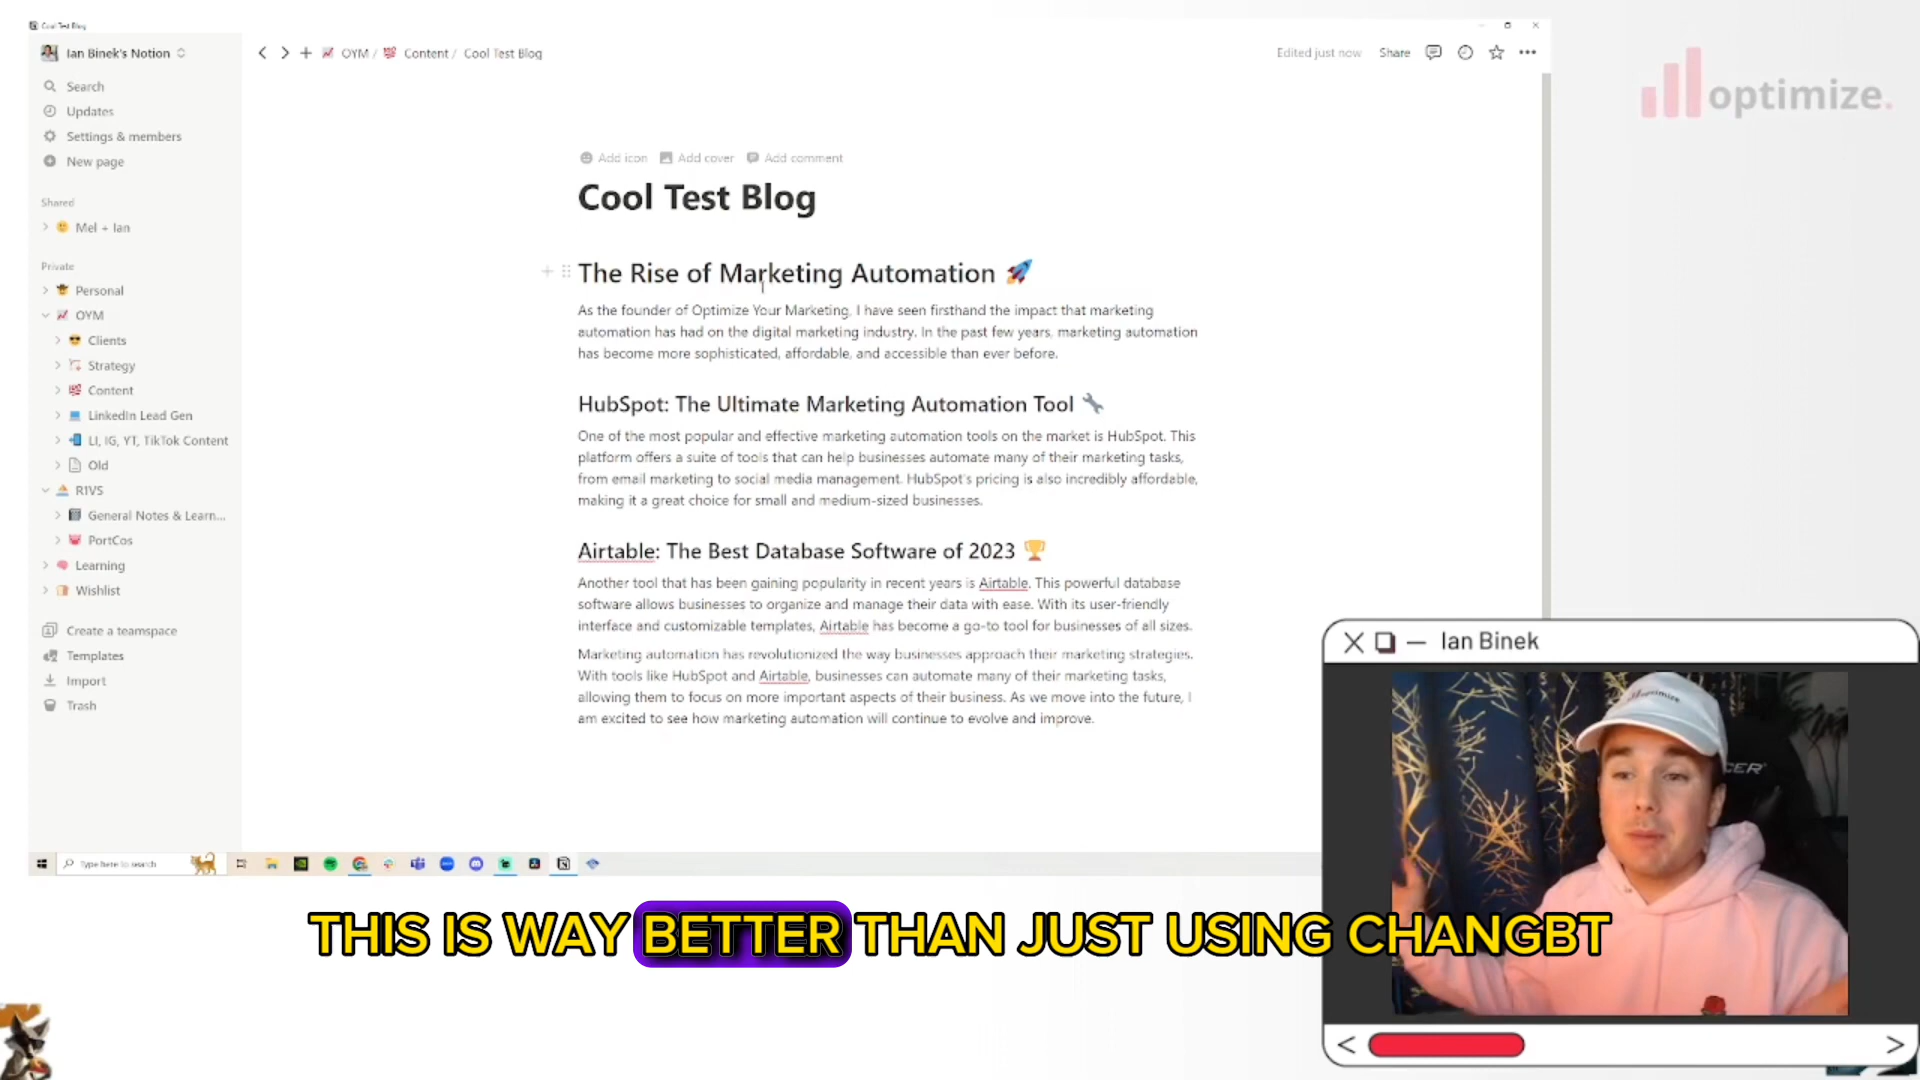 Cool Test Blog
Ian Binek's Notion
OYM / Content / Cool Test Blog
Edited just now Share
optimize.
Search
Updates
Settings & members
New page
Shared
Mel + Ian
Private
Personal
OYM
Clients
Strategy
Content
LinkedIn Lead Gen
LI, IG, YT, TikTok Content
Old
R1VS
General Notes & Learn...
PortCos
Learning
Wishlist
Create a teamspace
Templates
Import
Trash
Add icon Add cover Add comment
Cool Test Blog
The Rise of Marketing Automation 🚀
As the founder of Optimize Your Marketing, I have seen firsthand the impact that marketing
automation has had on the digital marketing industry. In the past few years, marketing automation
has become more sophisticated, affordable, and accessible than ever before.
HubSpot: The Ultimate Marketing Automation Tool 🔧
One of the most popular and effective marketing automation tools on the market is HubSpot. This
platform offers a suite of tools that can help businesses automate many of their marketing tasks,
from email marketing to social media management. HubSpot's pricing is also incredibly affordable,
making it a great choice for small and medium-sized businesses.
Airtable: The Best Database Software of 2023 🏆
Another tool that has been gaining popularity in recent years is Airtable. This powerful database
software allows businesses to organize and manage their data with ease. With its user-friendly
interface and customizable templates, Airtable has become a go-to tool for businesses of all sizes.
Marketing automation has revolutionized the way businesses approach their marketing strategies.
With tools like HubSpot and Airtable, businesses can automate many of their marketing tasks,
allowing them to focus on more important aspects of their business. As we move into the future, I
am excited to see how marketing automation will continue to evolve and improve.
Ian Binek
optimize
CER
Type here to search
THIS IS WAY BETTER THAN JUST USING CHANGBT